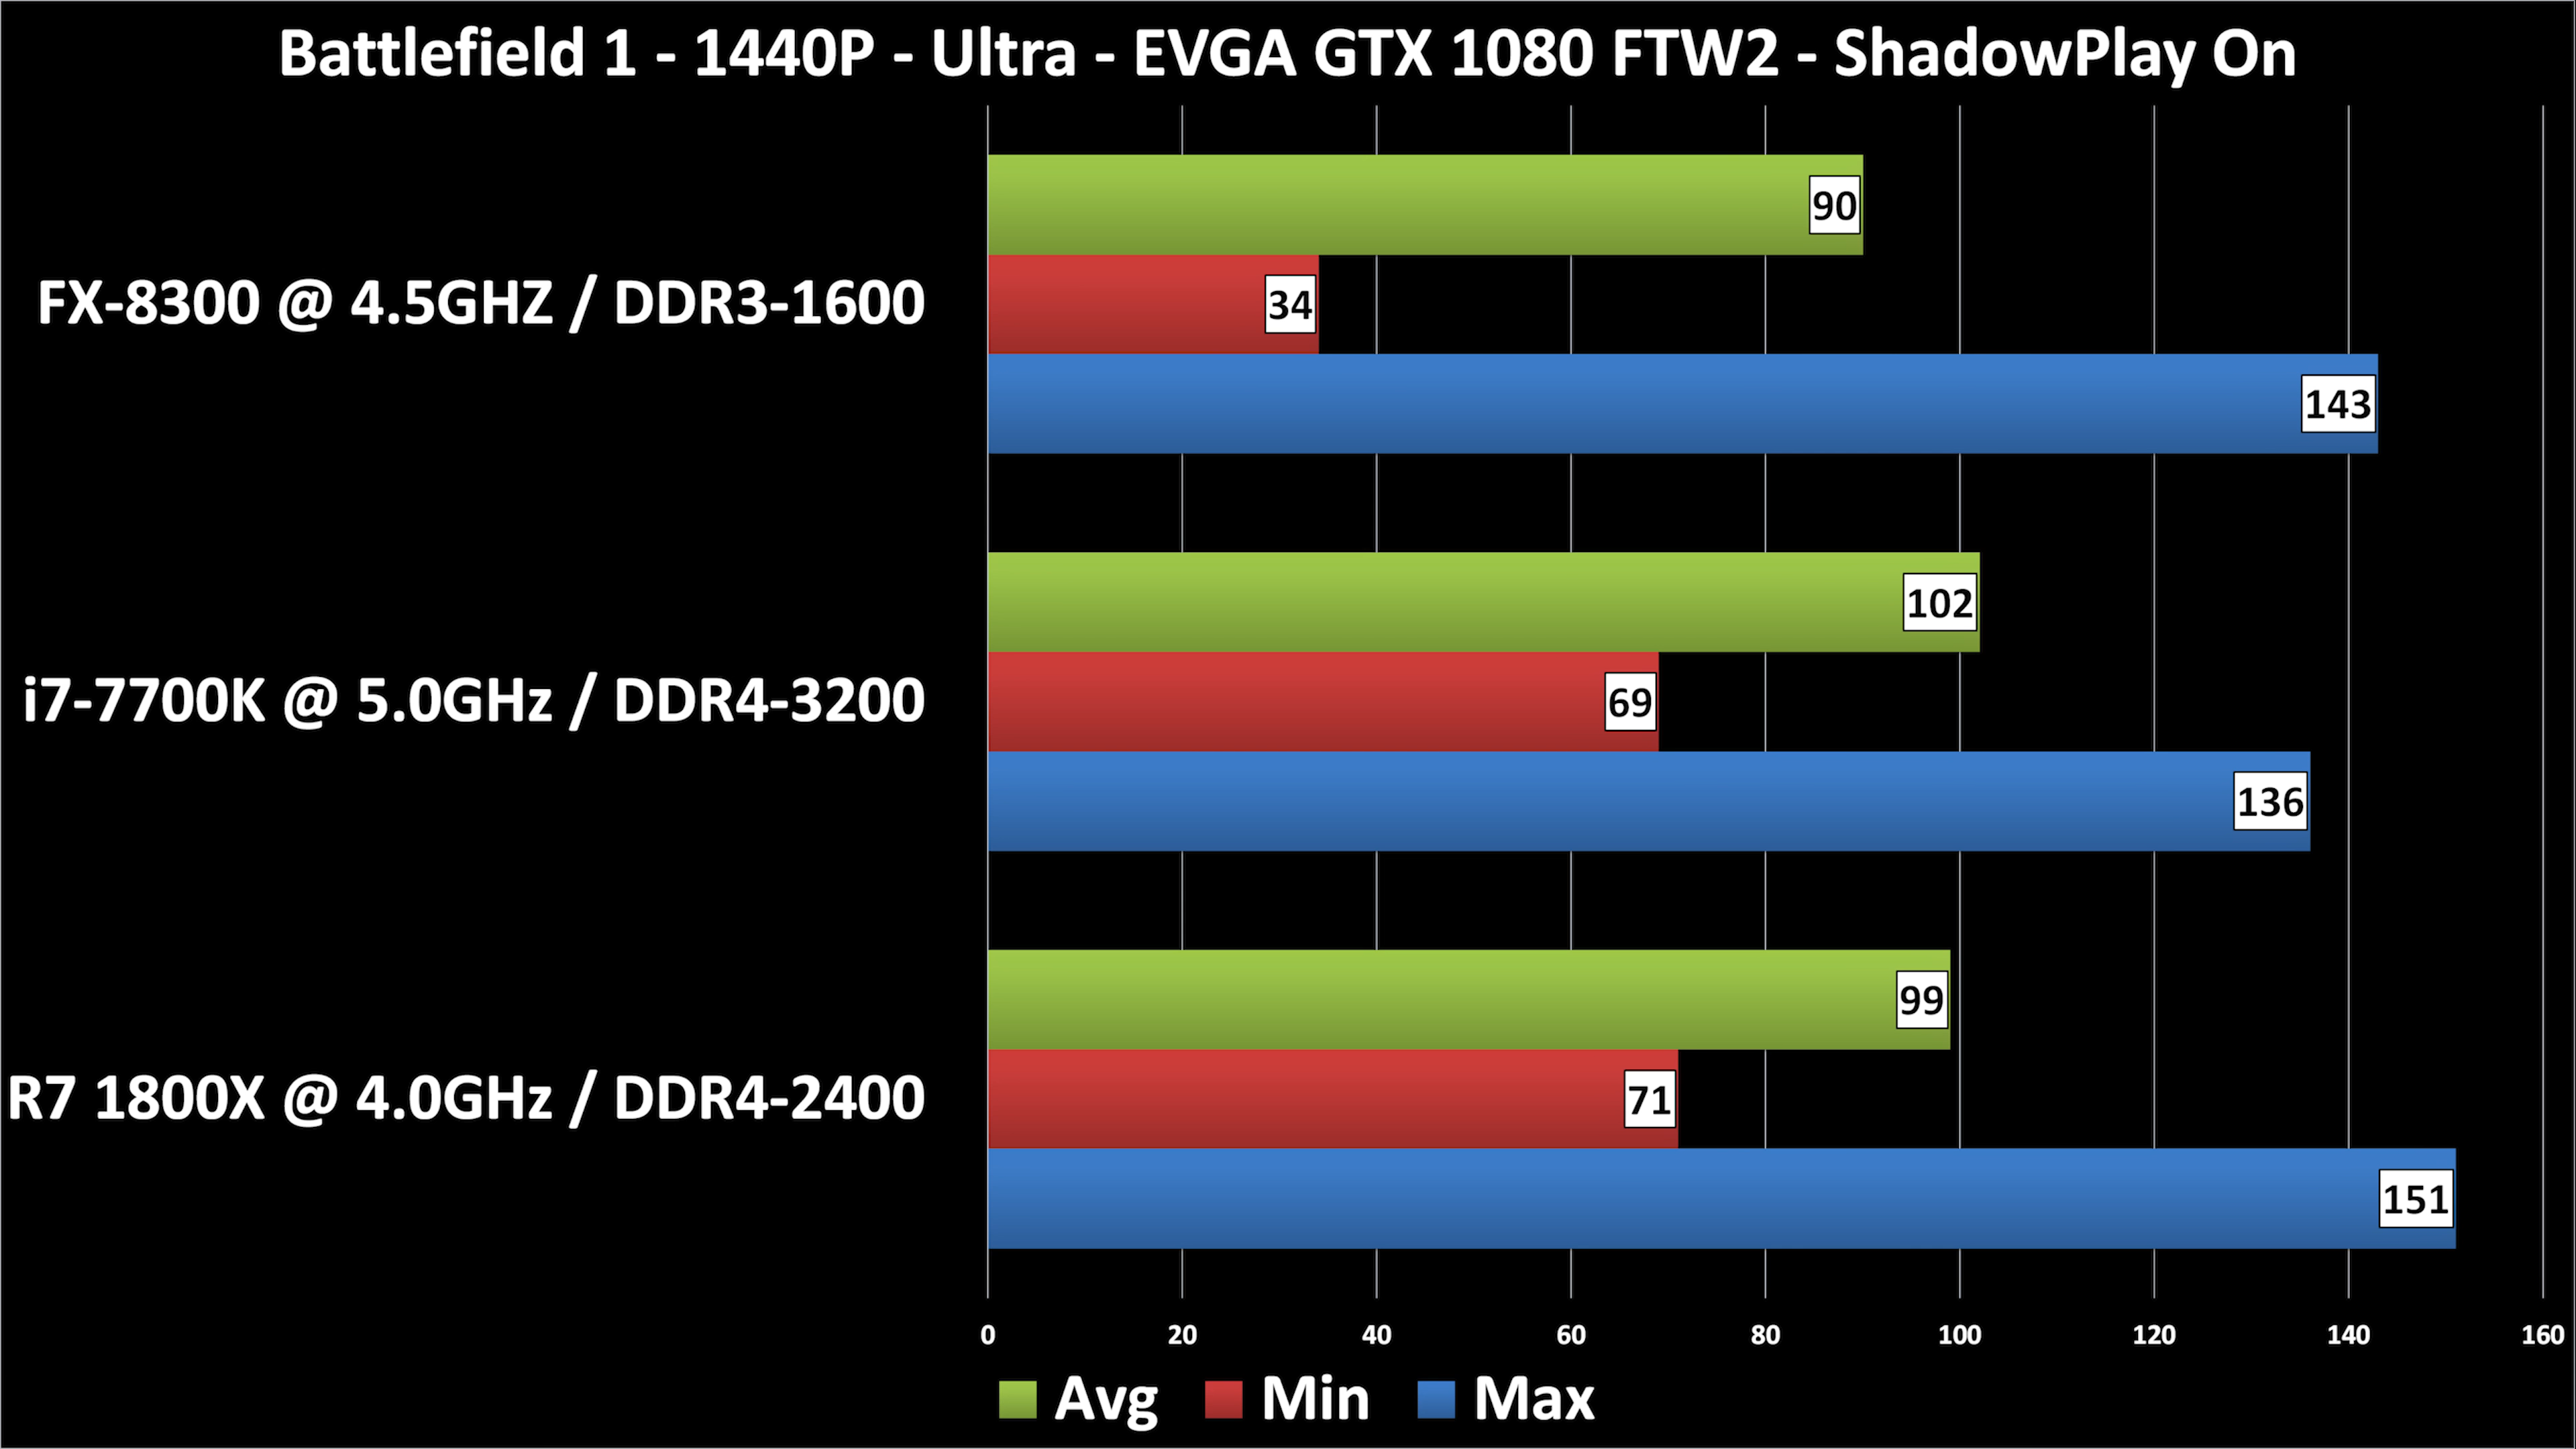 Battlefield 1 - 1440P - Ultra - EVGA GTX 1080 FTW2 - ShadowPlay On
90
FX-8300 @ 4.5GHZ / DDR3-1600
34
143
102
i7-7700K @ 5.0GHz / DDR4-3200
69
136
99
R7 1800X @ 4.0GHz / DDR4-2400
71
151
0 20 40 60 80 100 120 140 160
Avg Min Max